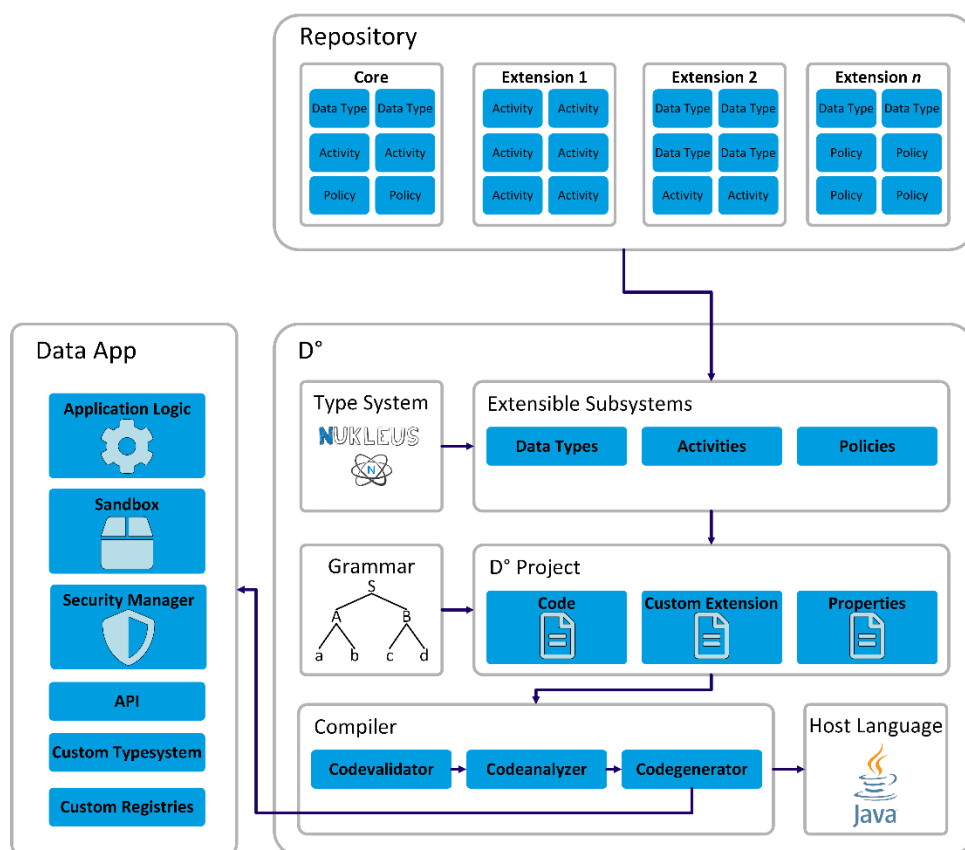 Repository
Core
Extension 1
Extension 2
Extension n
Data Type
Data Type
Activity
Activity
Data Type
Data Type
Data Type
Data Type
Activity
Activity
Activity
Activity
Data Type
Data Type
Policy
Policy
Policy
Policy
Activity
Activity
Activity
Activity
Policy
Policy
Data App
Application Logic
Sandbox
Security Manager
API
Custom Typesystem
Custom Registries
D°
Type System
NUKLEUS
N
Extensible Subsystems
Data Types
Activities
Policies
Grammar
S
A
B
a
b
c
d
D° Project
Code
Custom Extension
Properties
Compiler
Codevalidator
Codeanalyzer
Codegenerator
Host Language
Java